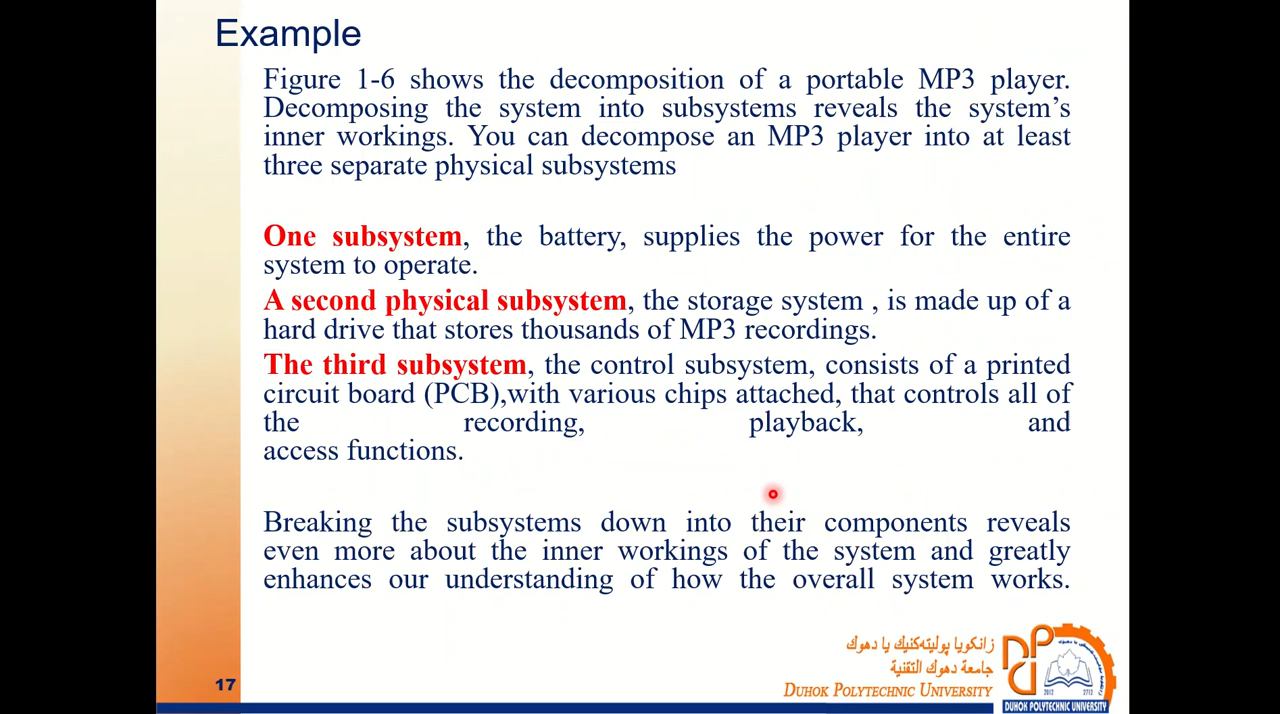 Example
Figure 1-6 shows the decomposition of a portable MP3 player.
Decomposing the system into subsystems reveals the system’s
inner workings. You can decompose an MP3 player into at least
three separate physical subsystems
One subsystem, the battery, supplies the power for the entire
system to operate.
A second physical subsystem, the storage system , is made up of a
hard drive that stores thousands of MP3 recordings.
The third subsystem, the control subsystem, consists of a printed
circuit board (PCB),with various chips attached, that controls all of
the recording, playback, and
access functions.
Breaking the subsystems down into their components reveals
even more about the inner workings of the system and greatly
enhances our understanding of how the overall system works.
زانكویا پولیتەكنیك یا دهوك
جامعة دهوك التقنية
DUHOK POLYTECHNIC UNIVERSITY
17
DPU
2012 2712
DUHOK POLYTECHNIC UNIVERSITY